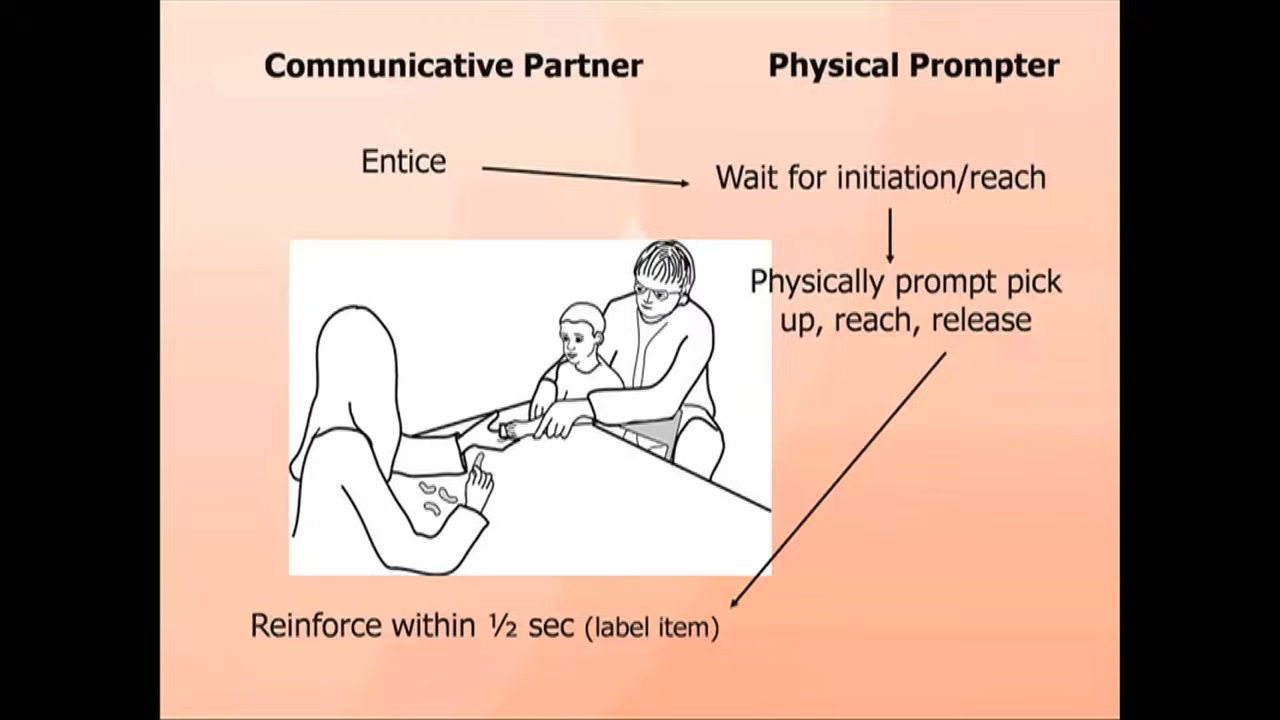 Communicative Partner
Physical Prompter
Entice
Wait for initiation/reach
Physically prompt pick
up, reach, release
Reinforce within ½ sec (label item)